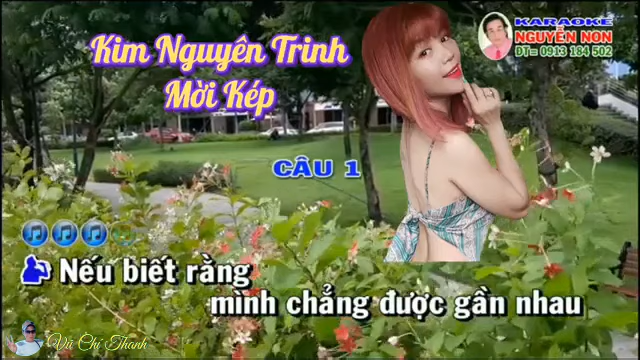 Kim Nguyên Trinh
Mời Kép
KARAOKE
NGUYỄN NON
ĐT= 0913 184 502
CÂU 1
Nếu biết rằng
mình chẳng được gần nhau
Vũ Chí Thanh